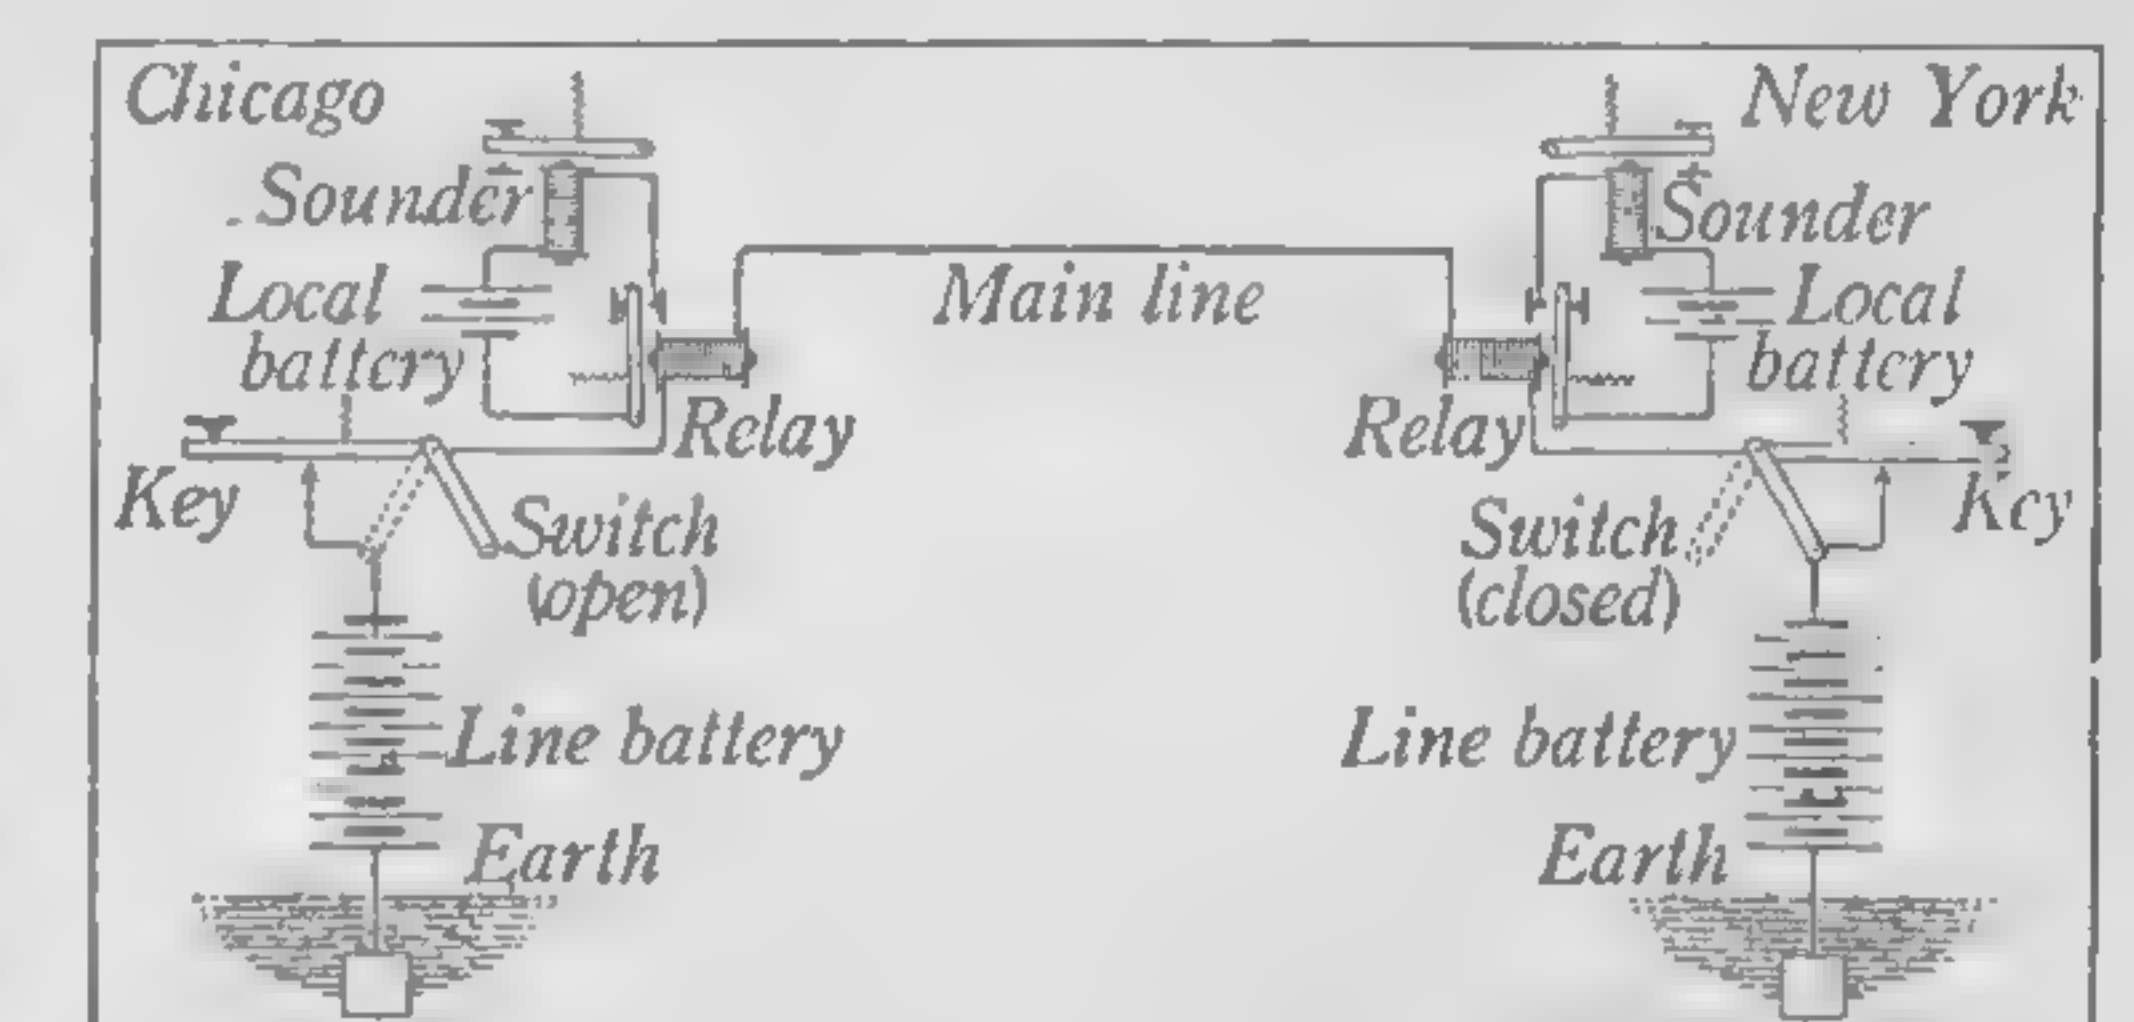 Chicago
New York
Sounder
Sounder
Local
battery
Main line
Local
battery
Relay
Relay
Key
Key
Switch
(open)
Switch
(closed)
Line battery
Line battery
Earth
Earth